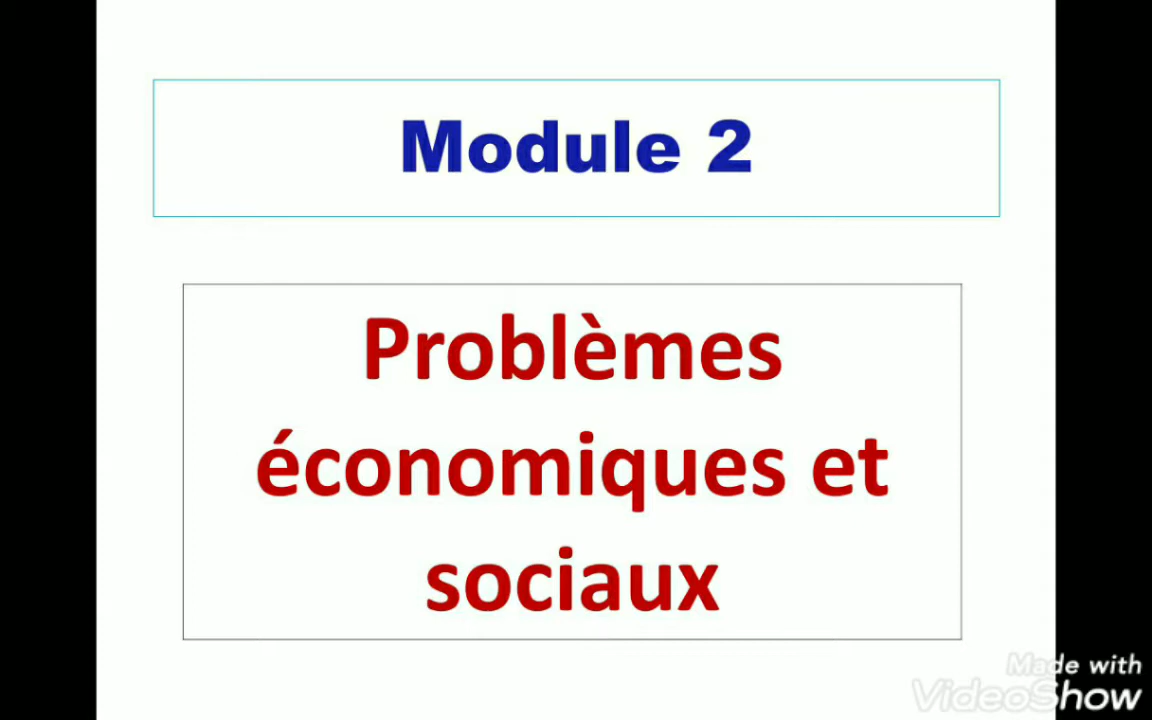 Module 2
Problèmes
économiques et
sociaux
Made with
VideoShow